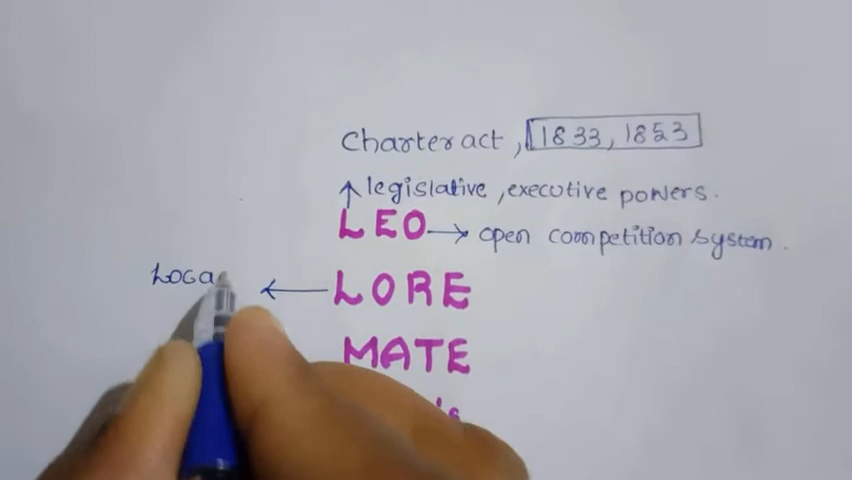 Charter act, 1833, 1853
legislative, executive powers.
LEO → open competition system.
Loca ← LORE
MATE